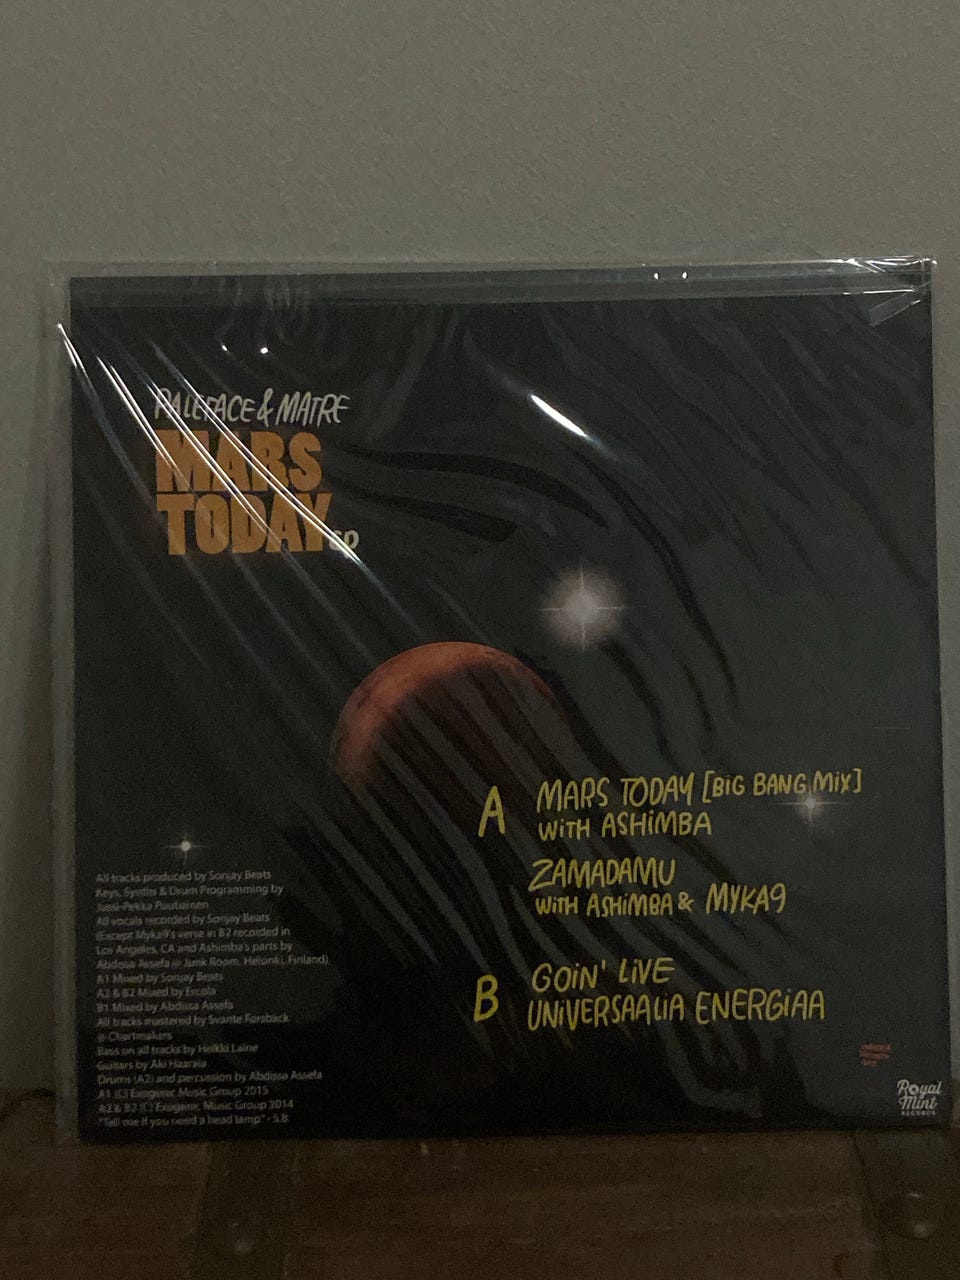 PALEFACE & MATRE
MARS
TODAY EP
A MARS TODAY [BIG BANG MIX]
WITH ASHIMBA
ZAMADAMU
WITH ASHIMBA & MYKA9
B GOIN' LIVE
UNIVERSAALIA ENERGIAA
All tracks produced by Sonjay Beats
Keys, Synths & Drum Programming by
Jussi-Pekka Poutiainen
All vocals recorded by Sonjay Beats
(Except Myka9's verse in B2 recorded in
Los Angeles, CA and Ashimba's parts by
Abdissa Assefa @ Junk Room, Helsinki, Finland)
A1 Mixed by Sonjay Beats
A2 & B2 Mixed by Ercola
B1 Mixed by Abdissa Assefa
All tracks mastered by Svante Forsback
@ Chartmakers
Bass on all tracks by Heikki Laine
Guitars by Aki Haarala
Drums (A2) and percussion by Abdissa Assefa
A1 (C) Exogenic Music Group 2015
A2 & B2 (C) Exogenic Music Group 2014
"Tell me if you need a head lamp" - S.B.
Royal
Mint
RECORDS